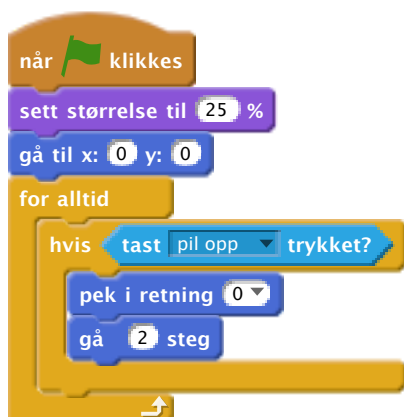 når klikkes
sett størrelse til 25 %
gå til x: 0 y: 0
for alltid
hvis tast pil opp trykket?
pek i retning 0
gå 2 steg